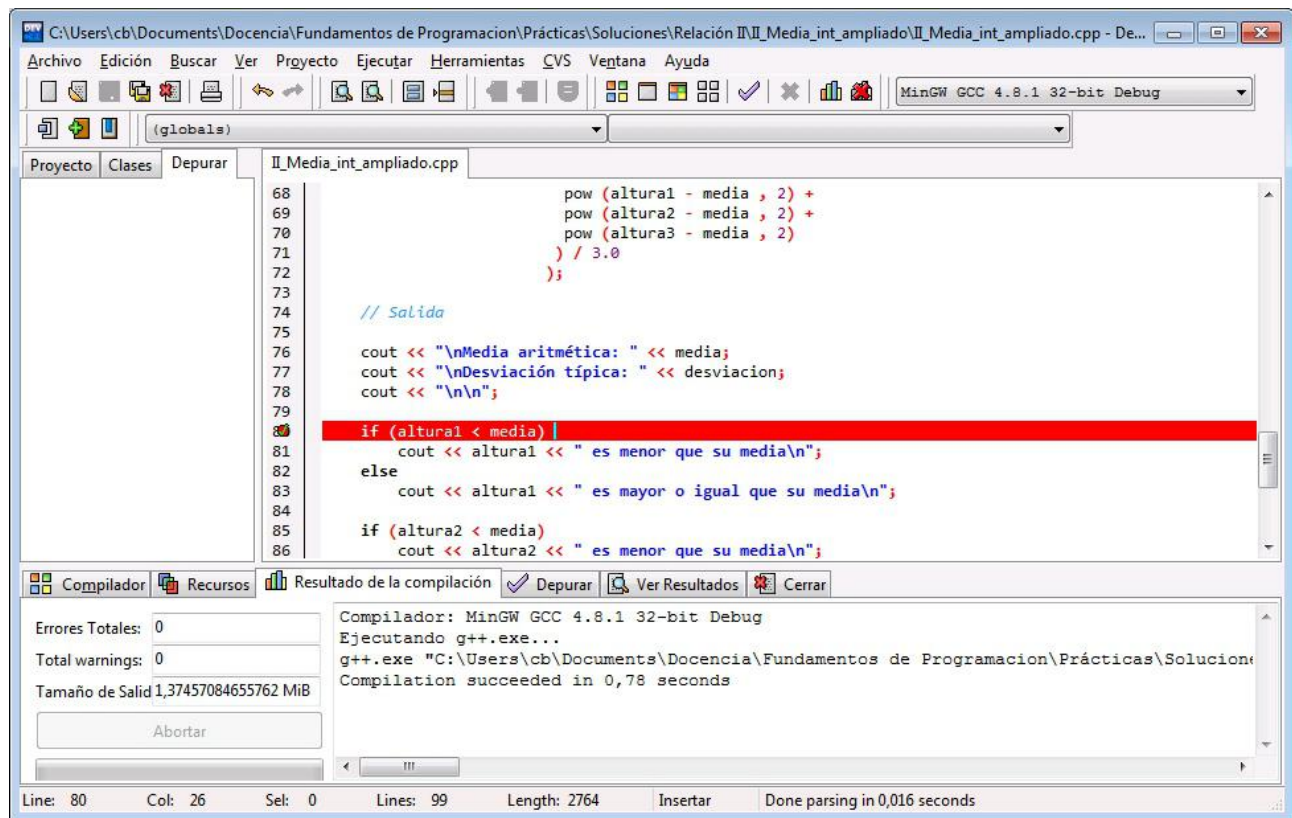 C:\Users\cb\Documents\Docencia\Fundamentos de Programacion\Prácticas\Soluciones\Relación II\II_Media_int_ampliado\II_Media_int_ampliado.cpp - De...
Archivo Edición Buscar Ver Proyecto Ejecutar Herramientas CVS Ventana Ayuda
MinGW GCC 4.8.1 32-bit Debug
(globals)
Proyecto Clases Depurar II_Media_int_ampliado.cpp
68 pow (altura1 - media , 2) +
69 pow (altura2 - media , 2) +
70 pow (altura3 - media , 2)
71 ) / 3.0
72 );
73
74 // Salida
75
76 cout << "\nMedia aritmética: " << media;
77 cout << "\nDesviación típica: " << desviacion;
78 cout << "\n\n";
79
if (altura1 < media)
81 cout << altura1 << " es menor que su media\n";
82 else
83 cout << altura1 << " es mayor o igual que su media\n";
84
85 if (altura2 < media)
86 cout << altura2 << " es menor que su media\n";
Compilador Recursos Resultado de la compilación Depurar Ver Resultados Cerrar
Errores Totales: 0
Total warnings: 0
Tamaño de Salid 1,37457084655762 MiB
Abortar
Compilador: MinGW GCC 4.8.1 32-bit Debug
Ejecutando g++.exe...
g++.exe "C:\Users\cb\Documents\Docencia\Fundamentos de Programacion\Prácticas\Solucion
Compilation succeeded in 0,78 seconds
Line: 80 Col: 26 Sel: 0 Lines: 99 Length: 2764 Insertar Done parsing in 0,016 seconds